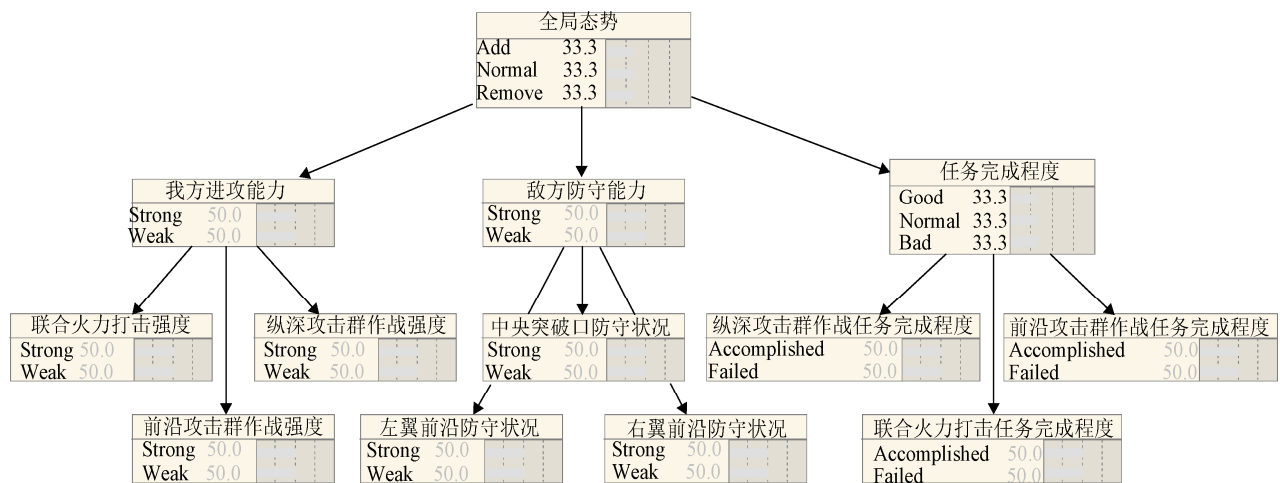 全局态势
Add 33.3
Normal 33.3
Remove 33.3
我方进攻能力
Strong 50.0
Weak 50.0
敌方防守能力
Strong 50.0
Weak 50.0
任务完成程度
Good 33.3
Normal 33.3
Bad 33.3
联合火力打击强度
Strong 50.0
Weak 50.0
纵深攻击群作战强度
Strong 50.0
Weak 50.0
中央突破口防守状况
Strong 50.0
Weak 50.0
纵深攻击群作战任务完成程度
Accomplished 50.0
Failed 50.0
前沿攻击群作战任务完成程度
Accomplished 50.0
Failed 50.0
前沿攻击群作战强度
Strong 50.0
Weak 50.0
左翼前沿防守状况
Strong 50.0
Weak 50.0
右翼前沿防守状况
Strong 50.0
Weak 50.0
联合火力打击任务完成程度
Accomplished 50.0
Failed 50.0